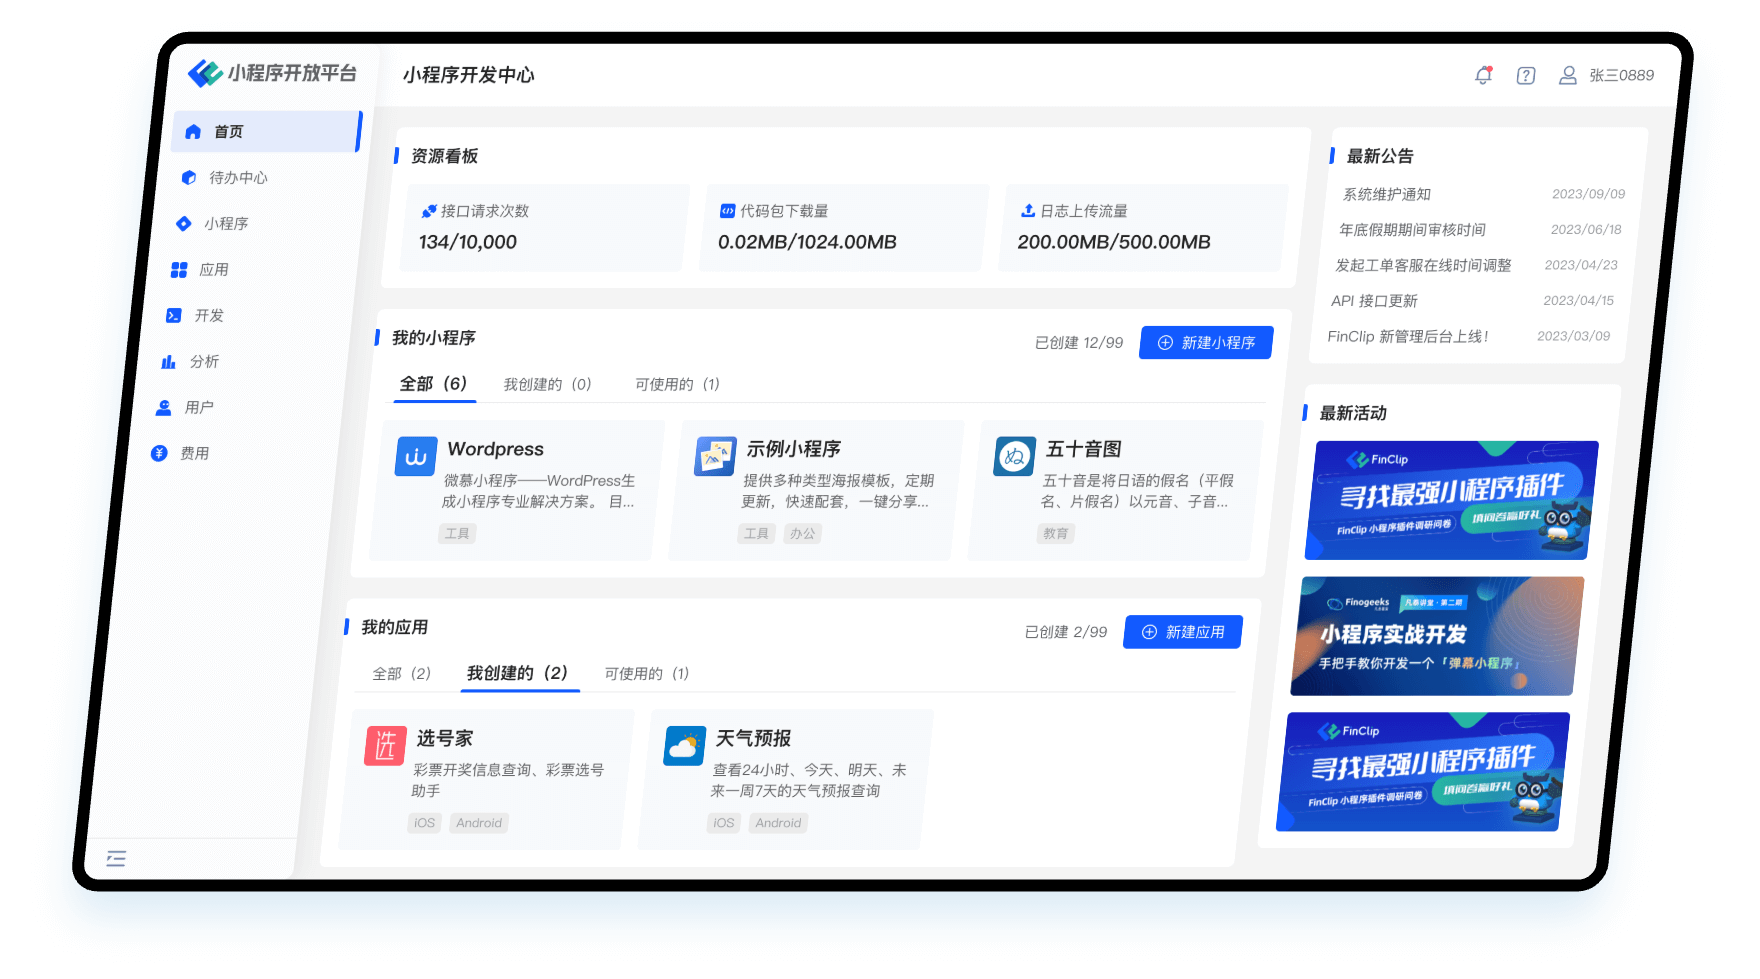 小程序开放平台
小程序开发中心
张三0889
首页
待办中心
小程序
应用
开发
分析
用户
费用
资源看板
接口请求次数
134/10,000
代码包下载量
0.02MB/1024.00MB
日志上传流量
200.00MB/500.00MB
我的小程序
已创建 12/99
新建小程序
全部（6） 我创建的（0） 可使用的（1）
Wordpress
微慕小程序——WordPress生
成小程序专业解决方案。 目...
工具
示例小程序
提供多种类型海报模板，定期
更新，快速配套，一键分享...
工具 办公
ぬ
五十音图
五十音是将日语的假名（平假
名、片假名）以元音、子音...
教育
我的应用
已创建 2/99
新建应用
全部（2） 我创建的（2） 可使用的（1）
选
选号家
彩票开奖信息查询、彩票选号
助手
iOS Android
天气预报
查看24小时、今天、明天、未
来一周7天的天气预报查询
iOS Android
最新公告
系统维护通知 2023/09/09
年底假期期间审核时间 2023/06/18
发起工单客服在线时间调整 2023/04/23
API 接口更新 2023/04/15
FinClip 新管理后台上线！ 2023/03/09
最新活动
FinClip
寻找最强小程序插件
FinClip 小程序插件调研问卷
填问卷赢好礼
Finogeeks
凡泰讲堂·第二期
小程序实战开发
手把手教你开发一个「弹幕小程序」
FinClip
寻找最强小程序插件
FinClip 小程序插件调研问卷
填问卷赢好礼